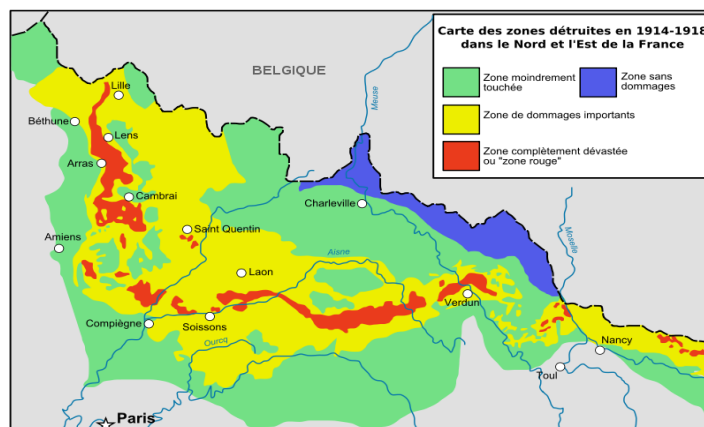 Carte des zones détruites en 1914-1918
dans le Nord et l'Est de la France
Zone moindrement
touchée
Zone sans
dommages
Zone de dommages importants
Zone complètement dévastée
ou "zone rouge"
BELGIQUE
Meuse
Lille
Béthune
Lens
Arras
Cambrai
Charleville
Amiens
Saint Quentin
Moselle
Aisne
Laon
Verdun
Compiègne
Soissons
Ourcq
Nancy
Toul
Paris